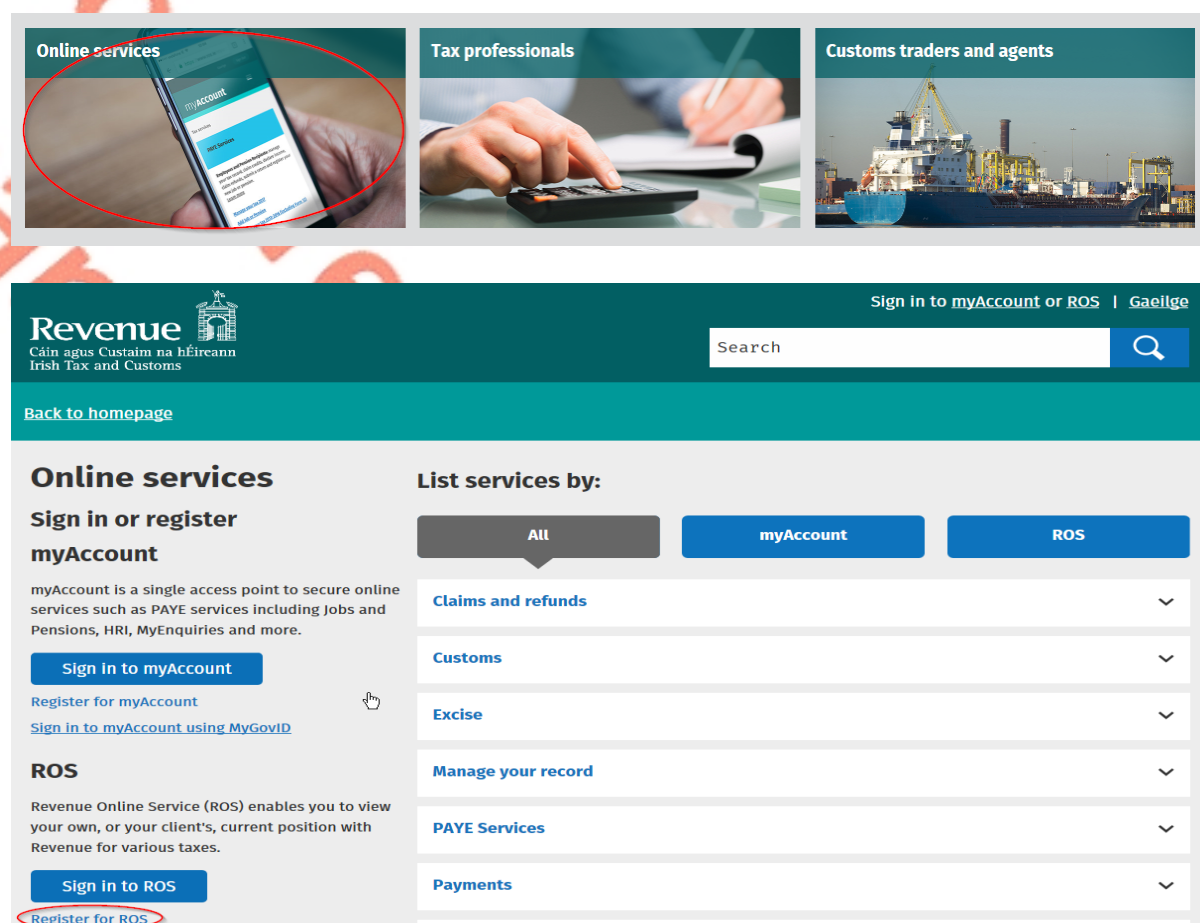 Online services
Tax professionals
Customs traders and agents
myAccount
Tax services
PAYE Services
Sign in to myAccount or ROS | Gaeilge
Revenue
Cáin agus Custaim na hÉireann
Irish Tax and Customs
Search
Back to homepage
Online services
Sign in or register
myAccount
myAccount is a single access point to secure online
services such as PAYE services including Jobs and
Pensions, HRI, MyEnquiries and more.
Sign in to myAccount
Register for myAccount
Sign in to myAccount using MyGovID
ROS
Revenue Online Service (ROS) enables you to view
your own, or your client's, current position with
Revenue for various taxes.
Sign in to ROS
Register for ROS
List services by:
All
myAccount
ROS
Claims and refunds
Customs
Excise
Manage your record
PAYE Services
Payments